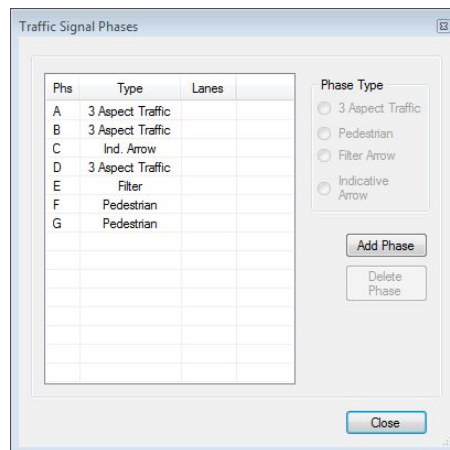 Traffic Signal Phases
Phs Type Lanes
A 3 Aspect Traffic
B 3 Aspect Traffic
C Ind. Arrow
D 3 Aspect Traffic
E Filter
F Pedestrian
G Pedestrian
Phase Type
3 Aspect Traffic
Pedestrian
Filter Arrow
Indicative
Arrow
Add Phase
Delete
Phase
Close